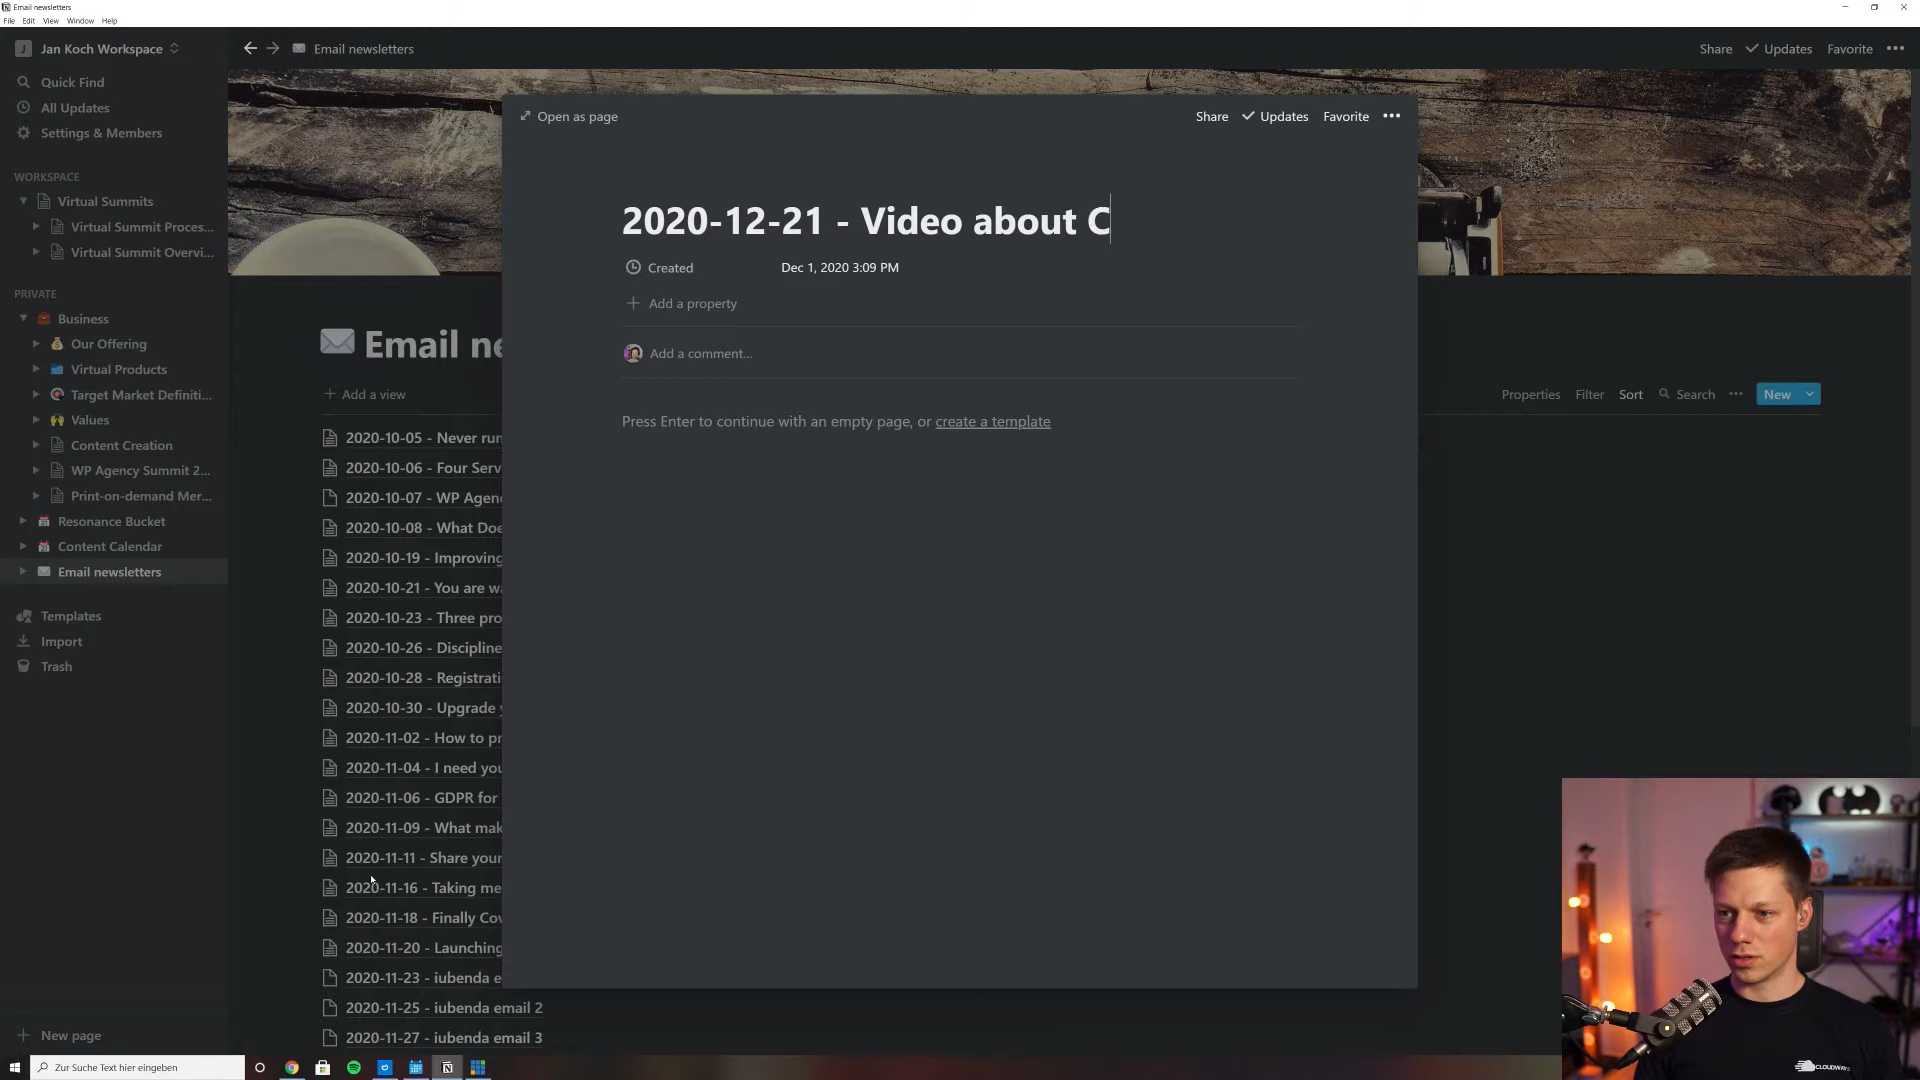 Email newsletters
File Edit View Window Help
J Jan Koch Workspace
Email newsletters
Share Updates Favorite
Quick Find
All Updates
Settings & Members
WORKSPACE
Virtual Summits
Virtual Summit Proces...
Virtual Summit Overvi...
PRIVATE
Business
Our Offering
Virtual Products
Target Market Definiti...
Values
Content Creation
WP Agency Summit 2...
Print-on-demand Mer...
Resonance Bucket
Content Calendar
Email newsletters
Templates
Import
Trash
New page
Open as page
Share Updates Favorite
2020-12-21 - Video about C
Created Dec 1, 2020 3:09 PM
Add a property
Add a comment...
Press Enter to continue with an empty page, or create a template
Email ne
Add a view
Properties Filter Sort Search New
2020-10-05 - Never run
2020-10-06 - Four Serv
2020-10-07 - WP Agen
2020-10-08 - What Doe
2020-10-19 - Improving
2020-10-21 - You are w
2020-10-23 - Three pro
2020-10-26 - Discipline
2020-10-28 - Registrati
2020-10-30 - Upgrade
2020-11-02 - How to pr
2020-11-04 - I need you
2020-11-06 - GDPR for
2020-11-09 - What mak
2020-11-11 - Share your
2020-11-16 - Taking me
2020-11-18 - Finally Cov
2020-11-20 - Launching
2020-11-23 - iubenda e
2020-11-25 - iubenda email 2
2020-11-27 - iubenda email 3
Zur Suche Text hier eingeben
CLOUDWAYS